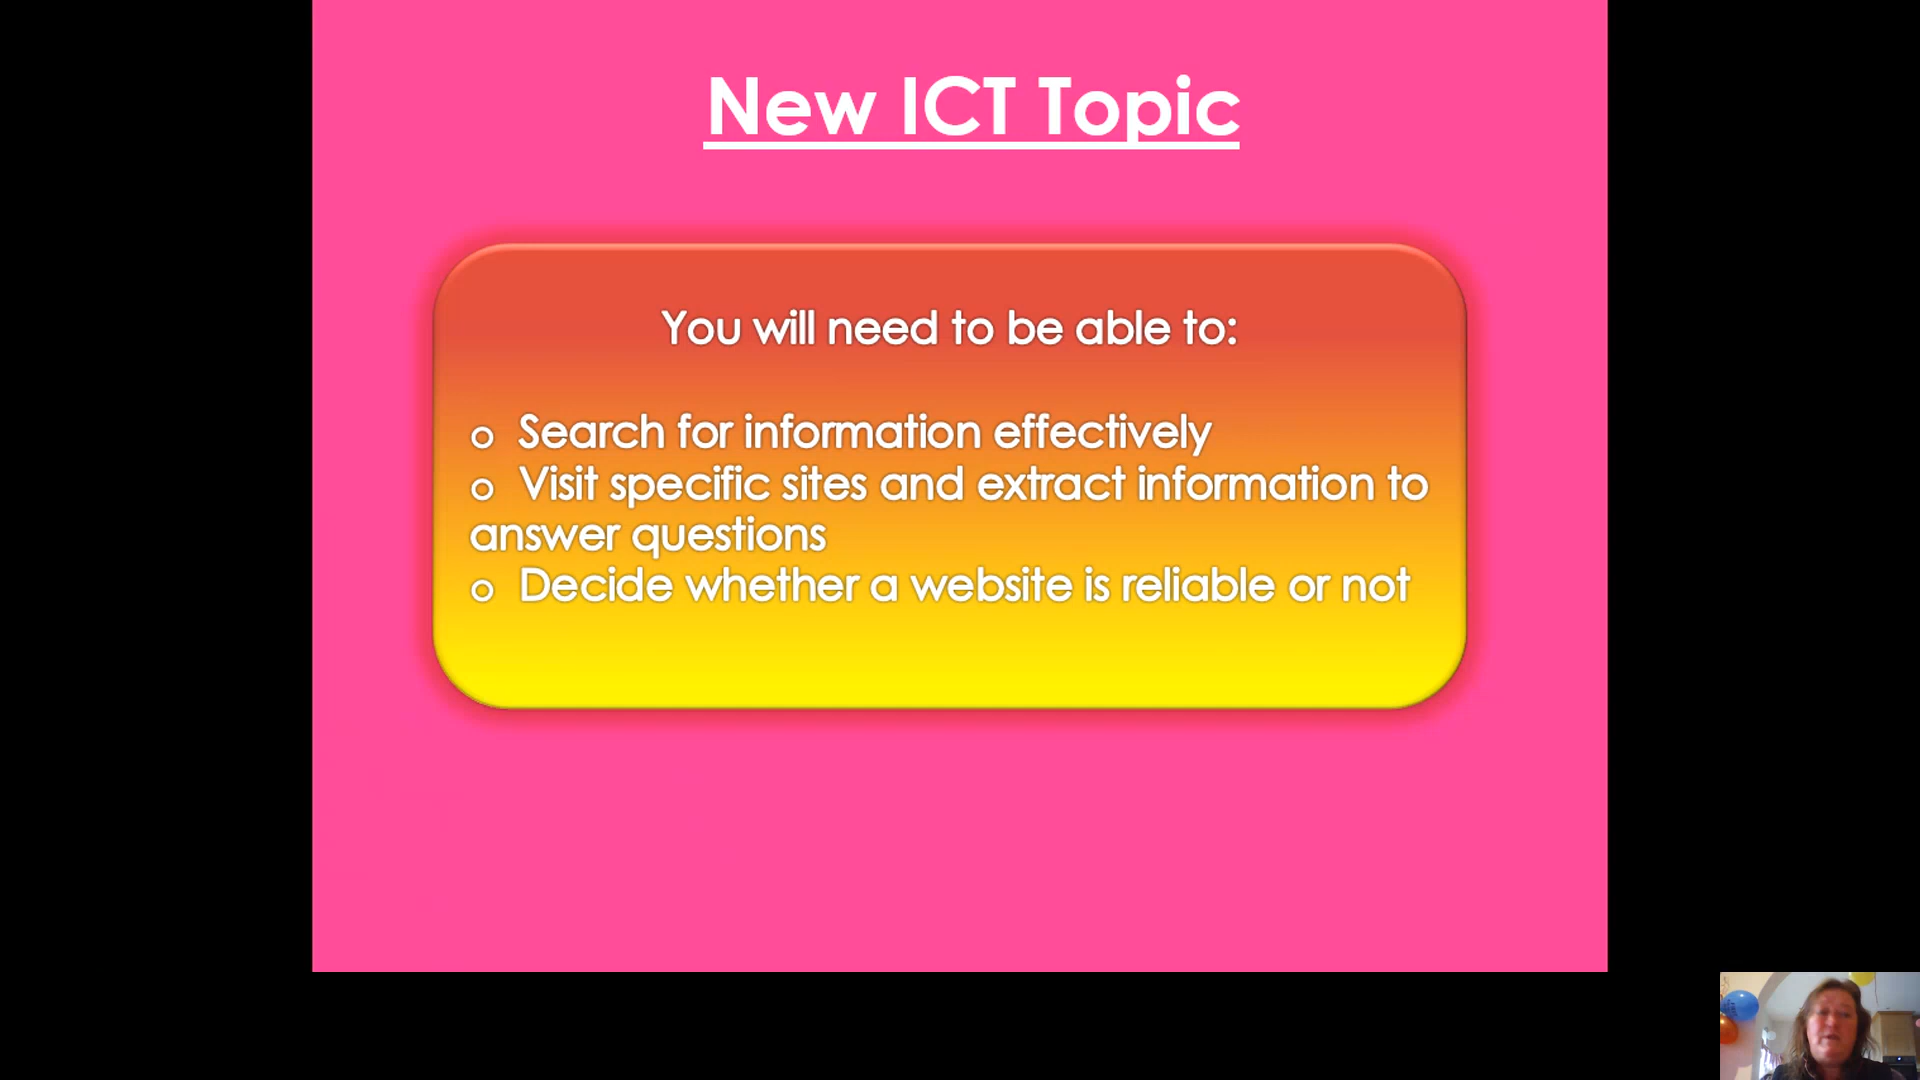 New ICT Topic
You will need to be able to:
o Search for information effectively
o Visit specific sites and extract information to
answer questions
o Decide whether a website is reliable or not